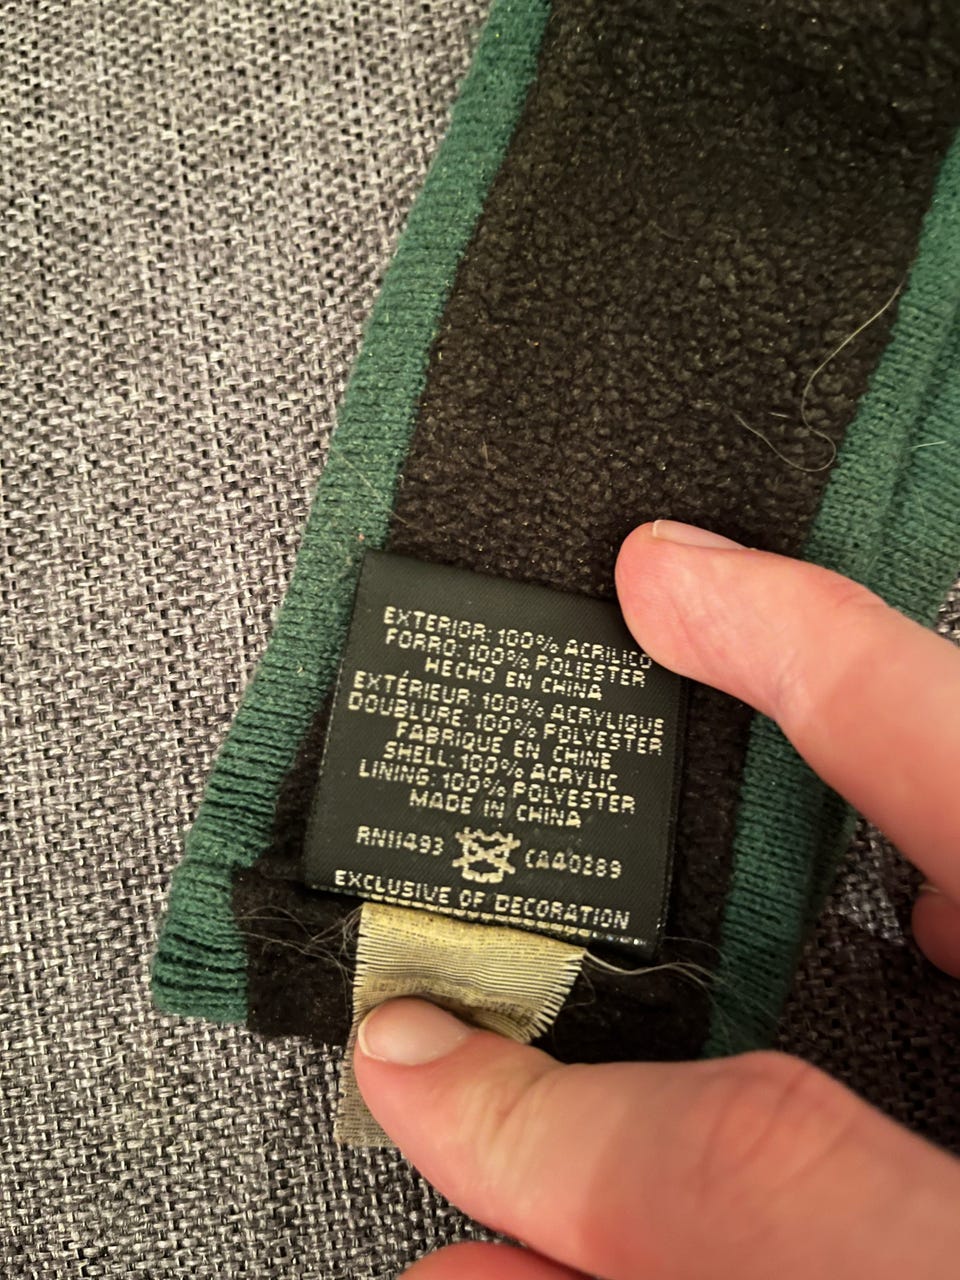 EXTERIOR: 100% ACRILICO
FORRO: 100% POLIESTER
HECHO EN CHINA
EXTÉRIEUR: 100% ACRYLIQUE
DOUBLURE: 100% POLYESTER
FABRIQUE EN CHINE
SHELL: 100% ACRYLIC
LINING: 100% POLYESTER
MADE IN CHINA
RN11493 CA40289
EXCLUSIVE OF DECORATION